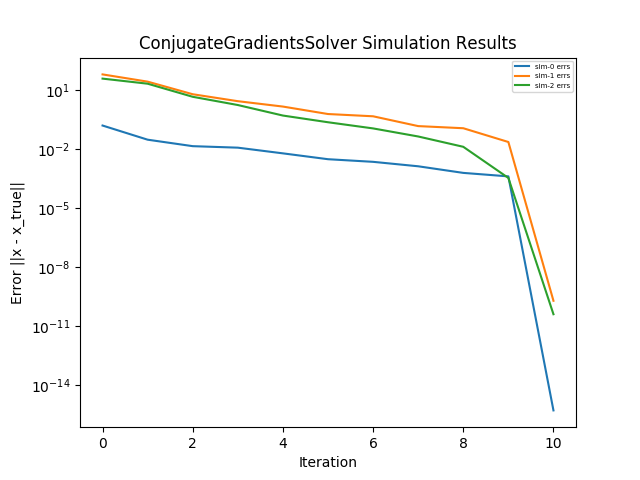 ConjugateGradientsSolver Simulation Results
sim-0 errs
sim-1 errs
sim-2 errs
10^1
10^−2
10^−5
10^−8
10^−11
10^−14
Error ||x - x_true||
0 2 4 6 8 10
Iteration